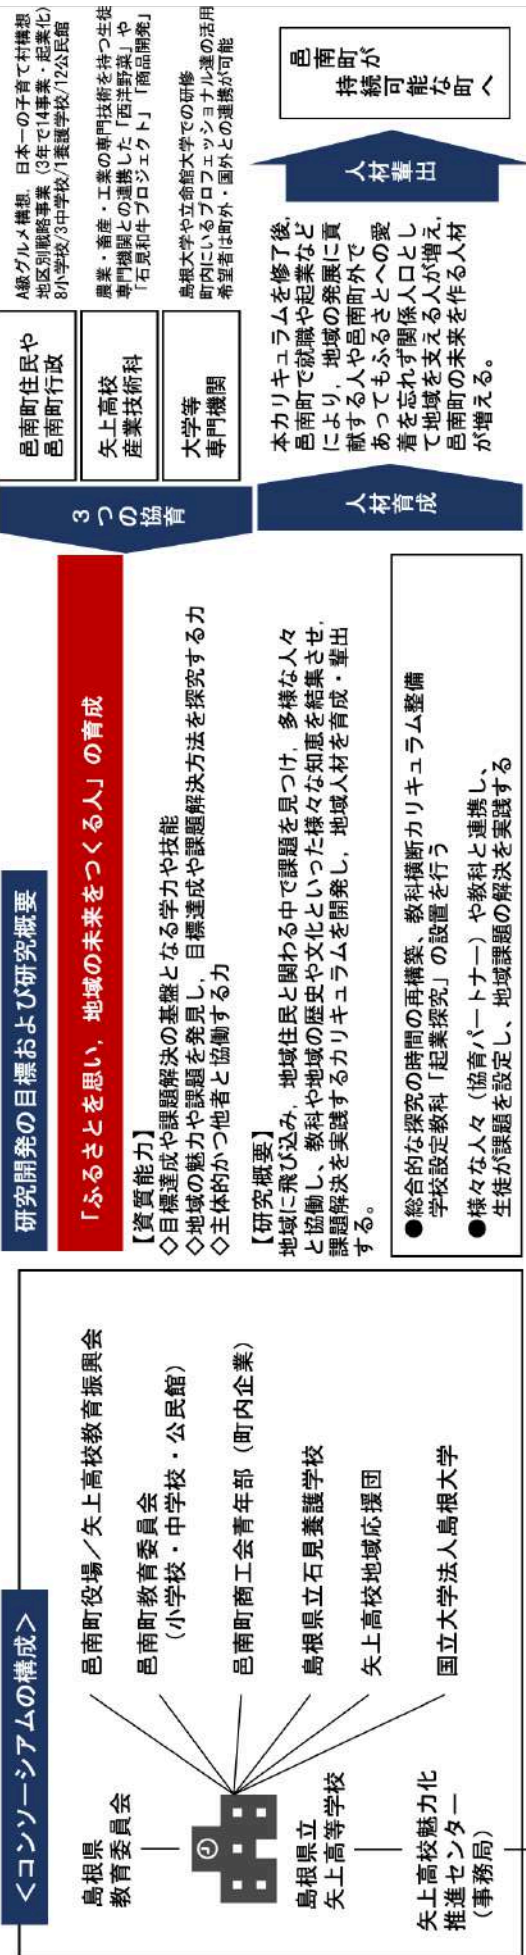 ＜コンソーシアムの構成＞
島根県
教育委員会
島根県立
矢上高等学校
矢上高校魅力化
推進センター
（事務局）
邑南町役場／矢上高校教育振興会
邑南町教育委員会
（小学校・中学校・公民館）
邑南町商工会青年部（町内企業）
島根県立石見養護学校
矢上高校地域応援団
国立大学法人島根大学
研究開発の目標および研究概要
「ふるさとを思い，地域の未来をつくる人」の育成
【資質能力】
◇目標達成や課題解決の基盤となる学力や技能
◇地域の魅力や課題を発見し，目標達成や課題解決方法を探究する力
◇主体的かつ他者と協働する力
【研究概要】
地域に飛び込み，地域住民と関わる中で課題を見つけ，多様な人々
と協働し、教科や地域の歴史や文化といった様々な知恵を結集させ，
課題解決を実践するカリキュラムを開発し，地域人材を育成・輩出
する。
●総合的な探究の時間の再構築、教科横断カリキュラム整備
学校設定教科「起業探究」の設置を行う
●様々な人々（協育パートナー）や教科と連携し、
生徒が課題を設定し、地域課題の解決を実践する
３つの協育
邑南町住民や
邑南町行政
A級グルメ構想，日本一の子育て村構想
地区別戦略事業（3年で14事業・起業化）
8小学校/3中学校/1養護学校/12公民館
矢上高校
産業技術科
農業・畜産・工業の専門技術を持つ生徒
専門機関との連携した「西洋野菜」や
「石見和牛プロジェクト」「商品開発」
大学等
専門機関
島根大学や立命館大学での研修
町内にいるプロフェッショナル達の活用
希望者は町外・国外との連携が可能
人材育成
本カリキュラムを修了後，
邑南町で就職や起業など
により，地域の発展に貢
献する人や邑南町外で
あってもふるさとへの愛
着を忘れず関係人口とし
て地域を支える人が増え，
邑南町の未来を作る人材
が増える。
人材輩出
邑南町が
持続可能な町へ